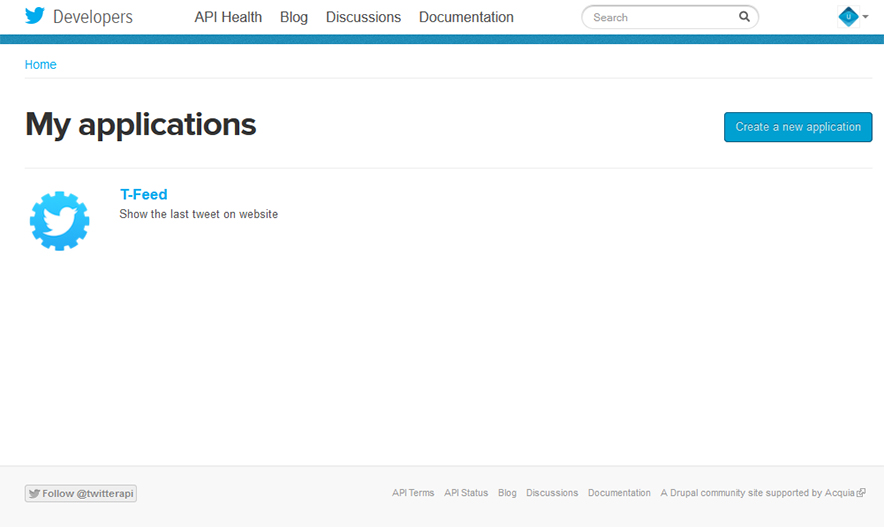 Developers API Health Blog Discussions Documentation Search
Home
My applications
Create a new application
T-Feed
Show the last tweet on website
Follow @twitterapi API Terms API Status Blog Discussions Documentation A Drupal community site supported by Acquia